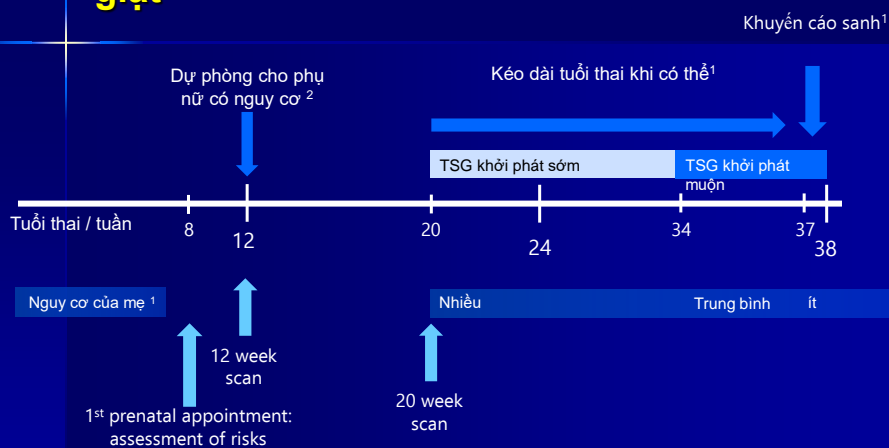 giật
Khuyến cáo sanh¹
Dự phòng cho phụ
nữ có nguy cơ ²
Kéo dài tuổi thai khi có thể¹
TSG khởi phát sớm
TSG khởi phát
muộn
Tuổi thai / tuần
8
12
20
24
34
37
38
Nguy cơ của mẹ ¹
Nhiều
Trung bình
ít
12 week
scan
20 week
scan
1st prenatal appointment:
assessment of risks